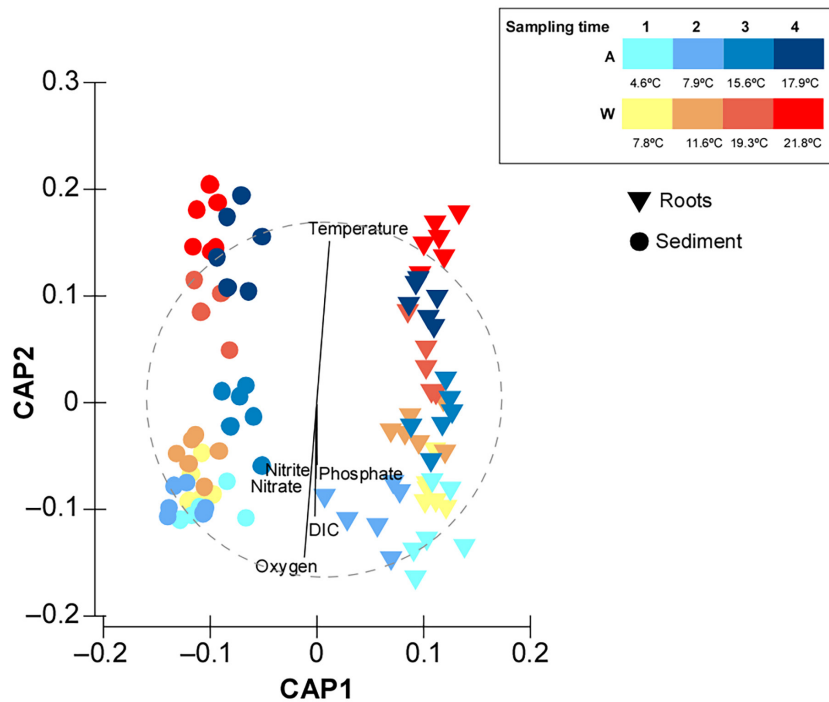 Sampling time 1 2 3 4
A
4.6ºC 7.9ºC 15.6ºC 17.9ºC
W
7.8ºC 11.6ºC 19.3ºC 21.8ºC
Roots
Sediment
CAP2
0.3
0.2
0.1
0
–0.1
–0.2
Temperature
Nitrite
Phosphate
Nitrate
DIC
Oxygen
–0.2 –0.1 0 0.1 0.2
CAP1